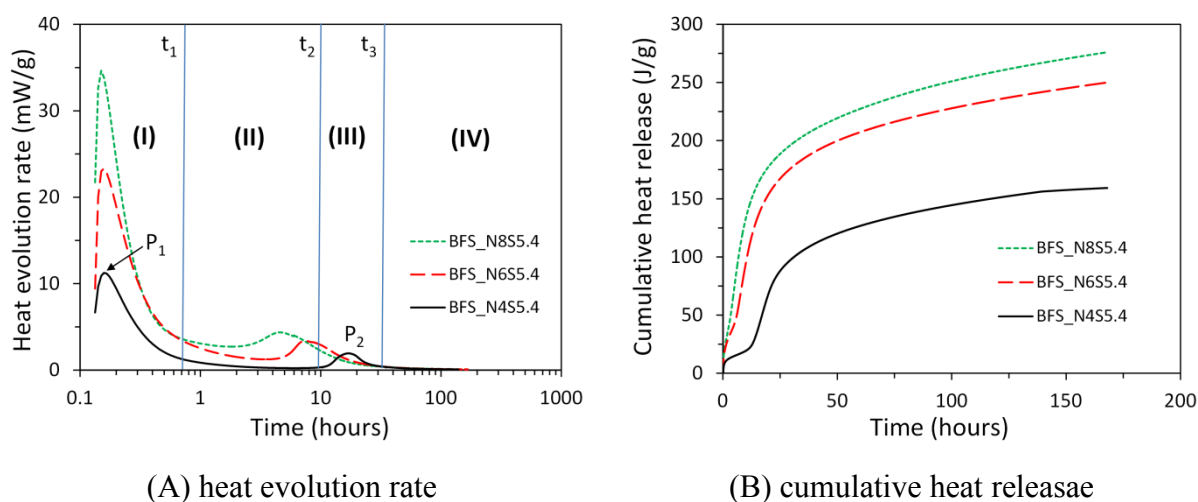 Heat evolution rate (mW/g)
40
30
20
10
0
t1
t2
t3
(I)
(II)
(III)
(IV)
P1
P2
BFS_N8S5.4
BFS_N6S5.4
BFS_N4S5.4
0.1
1
10
100
1000
Time (hours)
(A) heat evolution rate
Cumulative heat release (J/g)
300
250
200
150
100
50
0
BFS_N8S5.4
BFS_N6S5.4
BFS_N4S5.4
0
50
100
150
200
Time (hours)
(B) cumulative heat releasae